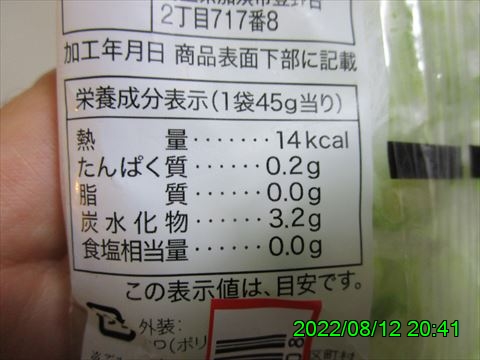 2丁目717番8
加工年月日 商品表面下部に記載
栄養成分表示(1袋45g当り)
熱量·······14kcal
たんぱく質·····0.2g
脂質·······0.0g
炭水化物·····3.2g
食塩相当量····0.0g
この表示値は、目安です。
外装:
2022/08/12 20:41